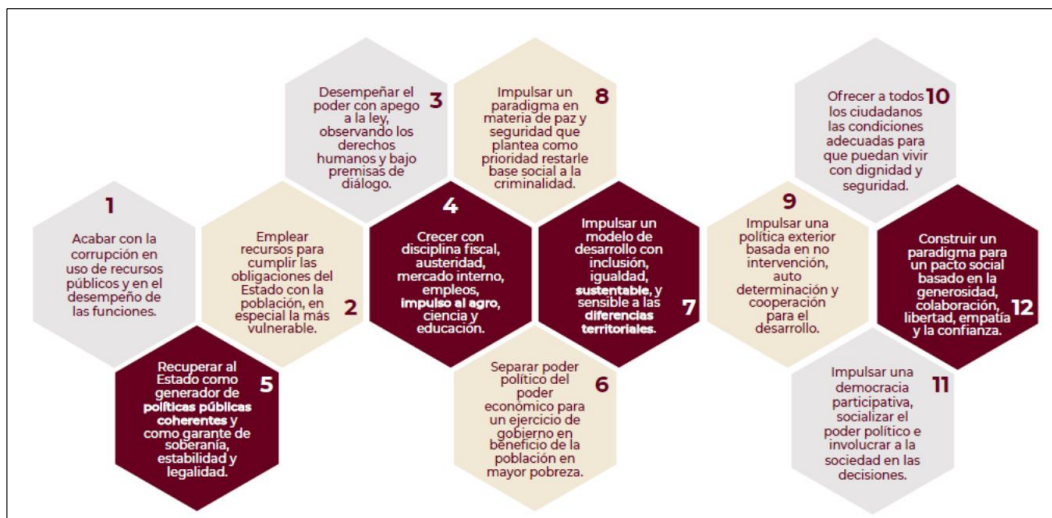 1
Acabar con la
corrupción en
uso de recursos
públicos y en el
desempeño de
las funciones.
Emplear
recursos para
cumplir las
obligaciones del
Estado con la
población, en
especial la más
vulnerable.
2
Desempeñar el
poder con apego
a la ley,
observando los
derechos
humanos y bajo
premisas de
diálogo.
3
4
Crecer con
disciplina fiscal,
austeridad,
mercado interno,
empleos,
impulso al agro,
ciencia y
educación.
Recuperar al
Estado como
generador de
políticas públicas
coherentes y
como garante de
soberanía,
estabilidad y
legalidad.
5
Separar poder
político del
poder
económico para
un ejercicio de
gobierno en
beneficio de la
población en
mayor pobreza.
6
Impulsar un
modelo de
desarrollo con
inclusión,
igualdad,
sustentable, y
sensible a las
diferencias
territoriales.
7
Impulsar un
paradigma en
materia de paz y
seguridad que
plantea como
prioridad restarle
base social a la
criminalidad.
8
9
Impulsar una
política exterior
basada en no
intervención,
auto
determinación y
cooperación
para el
desarrollo.
Ofrecer a todos
los ciudadanos
las condiciones
adecuadas para
que puedan vivir
con dignidad y
seguridad.
10
Impulsar una
democracia
participativa,
socializar el
poder político e
involucrar a la
sociedad en las
decisiones.
11
Construir un
paradigma para
un pacto social
basado en la
generosidad,
colaboración,
libertad, empatía
y la confianza.
12